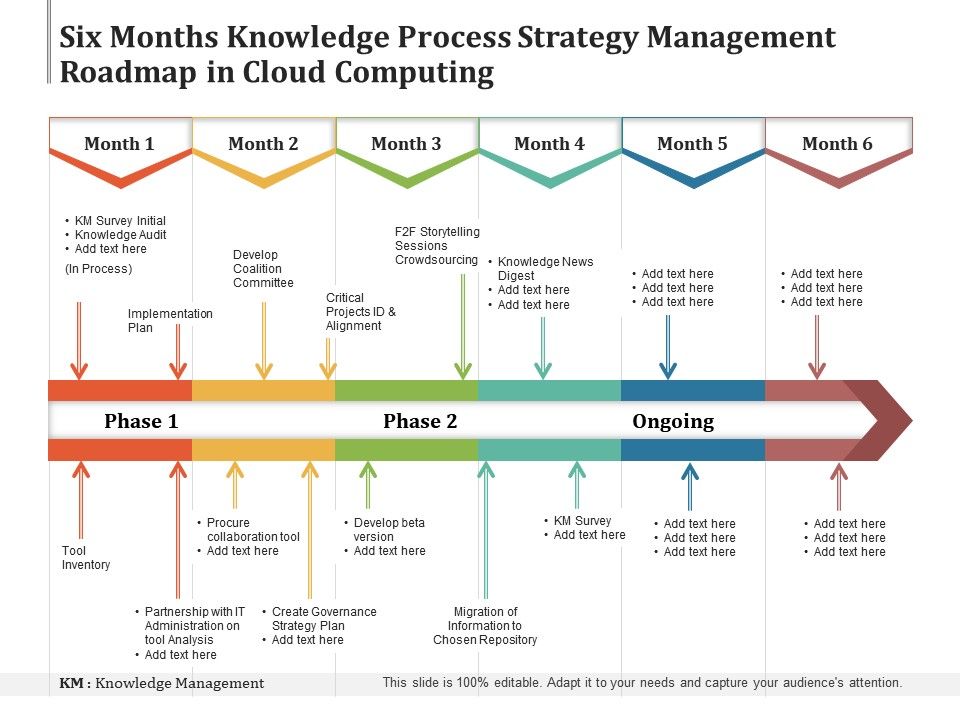 Six Months Knowledge Process Strategy Management
Roadmap in Cloud Computing
Month 1
Month 2
Month 3
Month 4
Month 5
Month 6
• KM Survey Initial
• Knowledge Audit
• Add text here
(In Process)
Implementation
Plan
Develop
Coalition
Committee
Critical
Projects ID &
Alignment
F2F Storytelling
Sessions
Crowdsourcing
• Knowledge News
Digest
• Add text here
• Add text here
• Add text here
• Add text here
• Add text here
• Add text here
• Add text here
• Add text here
Phase 1
Phase 2
Ongoing
Tool
Inventory
• Partnership with IT
Administration on
tool Analysis
• Add text here
• Procure
collaboration tool
• Add text here
• Create Governance
Strategy Plan
• Add text here
• Develop beta
version
• Add text here
Migration of
Information to
Chosen Repository
• KM Survey
• Add text here
• Add text here
• Add text here
• Add text here
• Add text here
• Add text here
• Add text here
KM : Knowledge Management
This slide is 100% editable. Adapt it to your needs and capture your audience's attention.